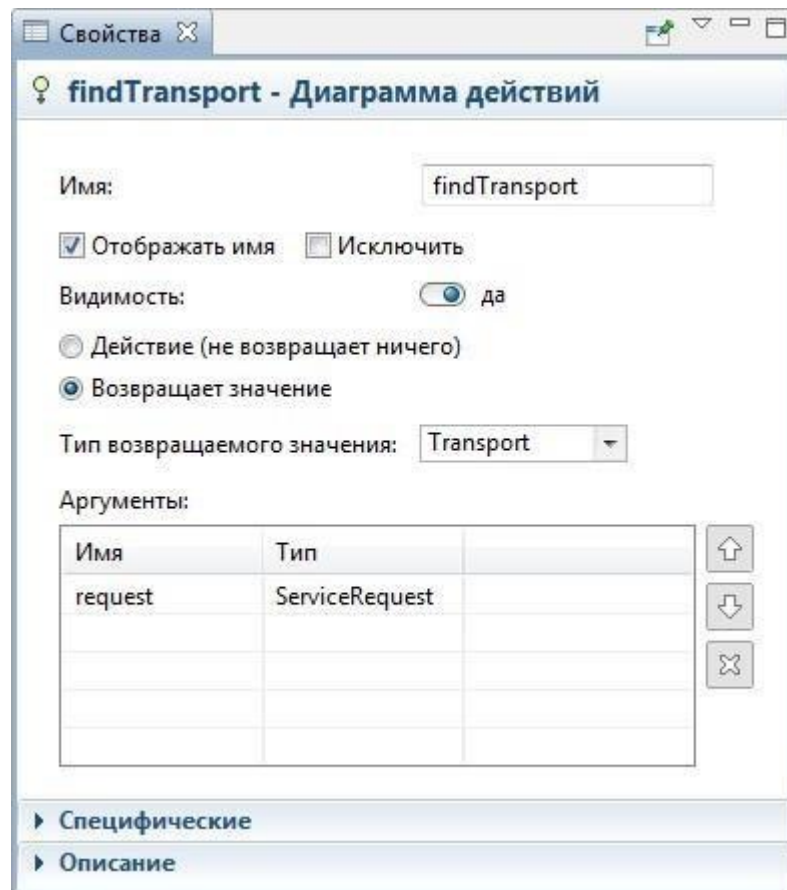 Свойства
findTransport - Диаграмма действий
Имя: findTransport
Отображать имя Исключить
Видимость: да
Действие (не возвращает ничего)
Возвращает значение
Тип возвращаемого значения: Transport
Аргументы:
Имя Тип
request ServiceRequest
Специфические
Описание